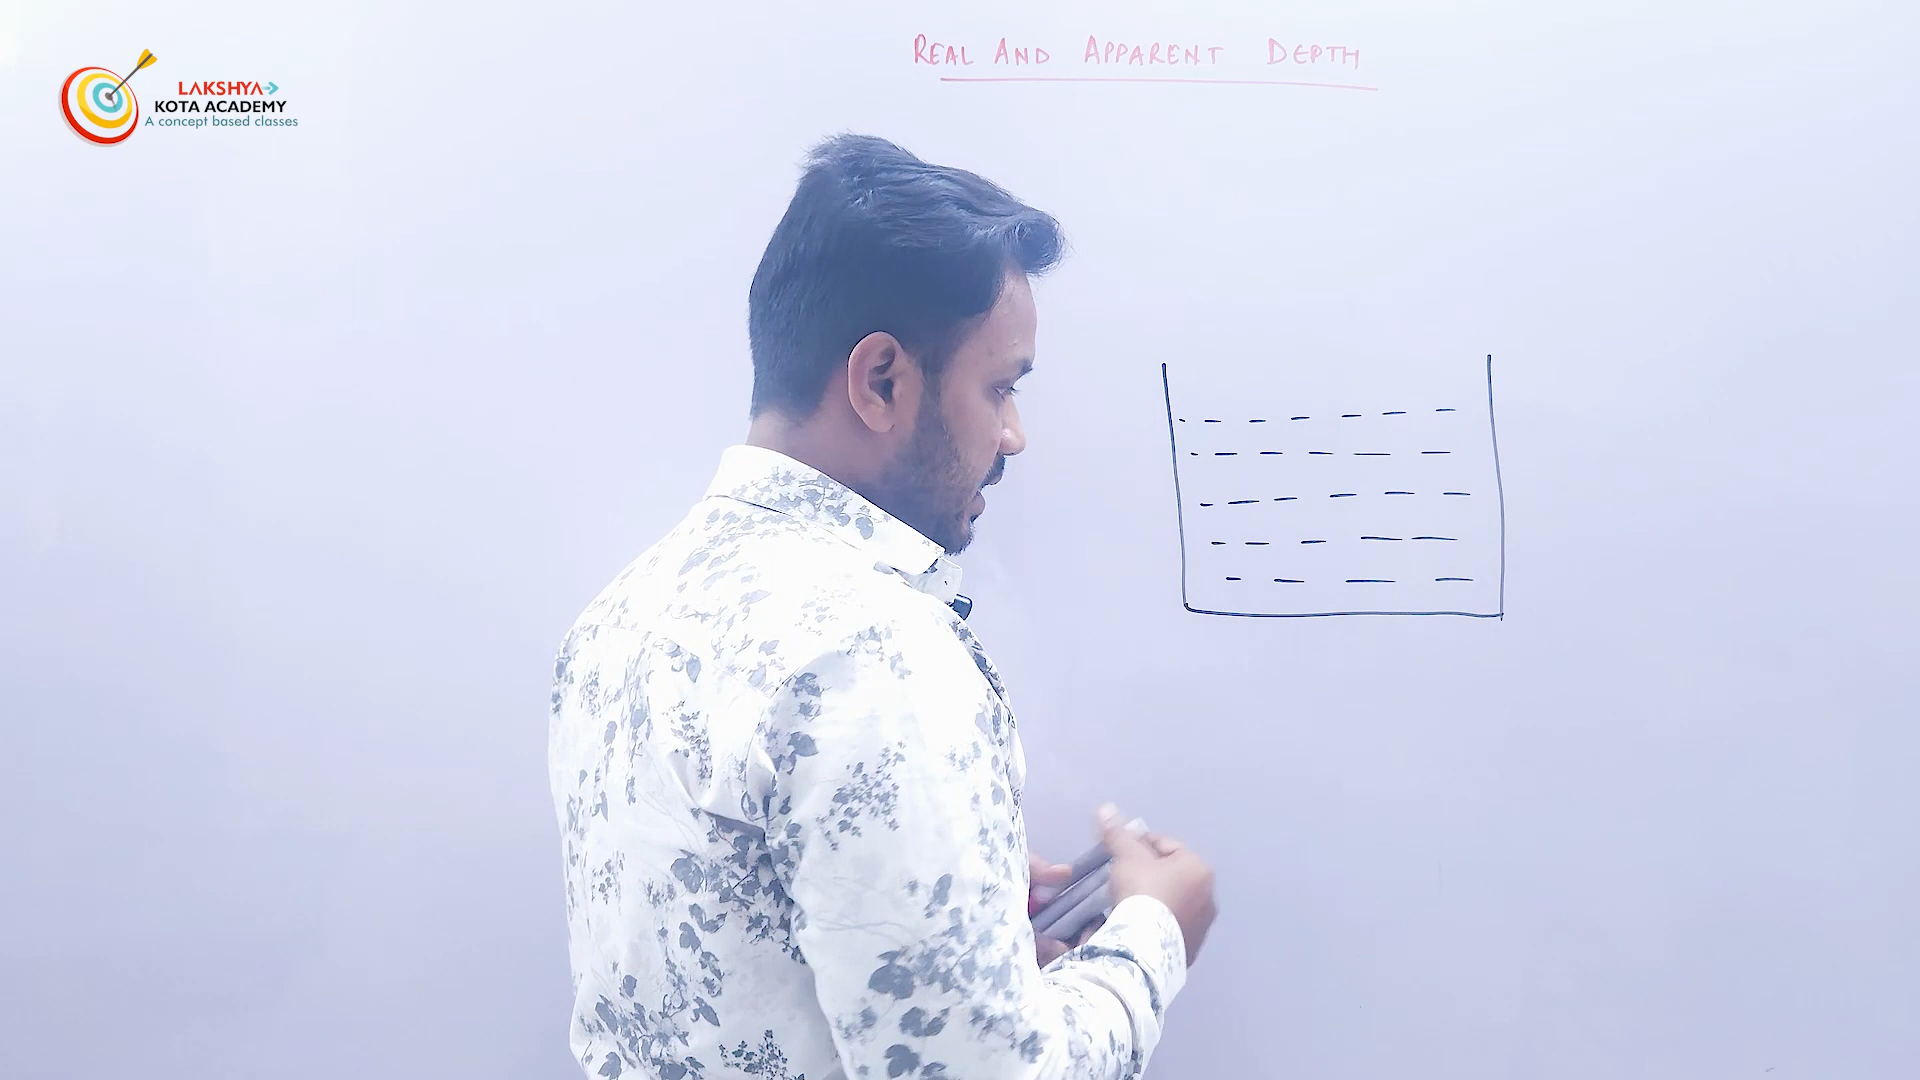 REAL AND APPARENT DEPTH
LAKSHYA
KOTA ACADEMY
A concept based classes